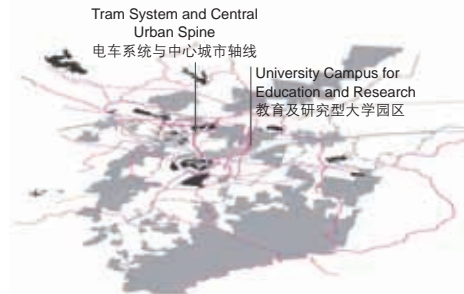 Tram System and Central
Urban Spine
电车系统与中心城市轴线
University Campus for
Education and Research
教育及研究型大学园区